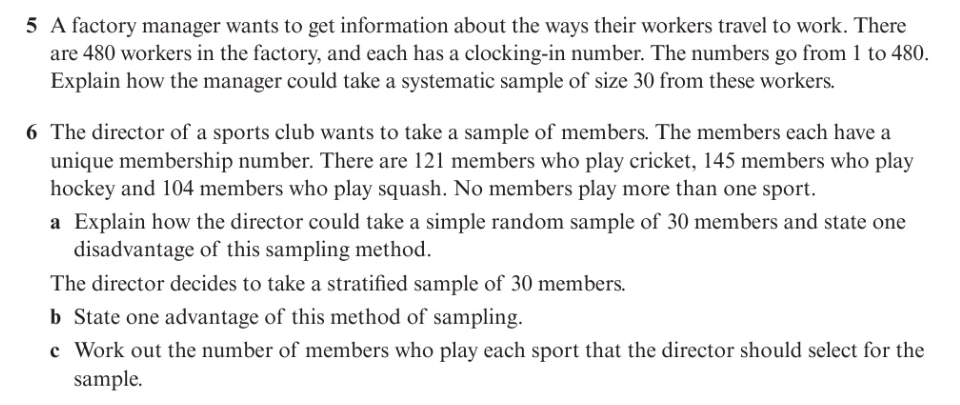 5 A factory manager wants to get information about the ways their workers travel to work. There
are 480 workers in the factory, and each has a clocking-in number. The numbers go from 1 to 480.
Explain how the manager could take a systematic sample of size 30 from these workers.
6 The director of a sports club wants to take a sample of members. The members each have a
unique membership number. There are 121 members who play cricket, 145 members who play
hockey and 104 members who play squash. No members play more than one sport.
a Explain how the director could take a simple random sample of 30 members and state one
disadvantage of this sampling method.
The director decides to take a stratified sample of 30 members.
b State one advantage of this method of sampling.
c Work out the number of members who play each sport that the director should select for the
sample.